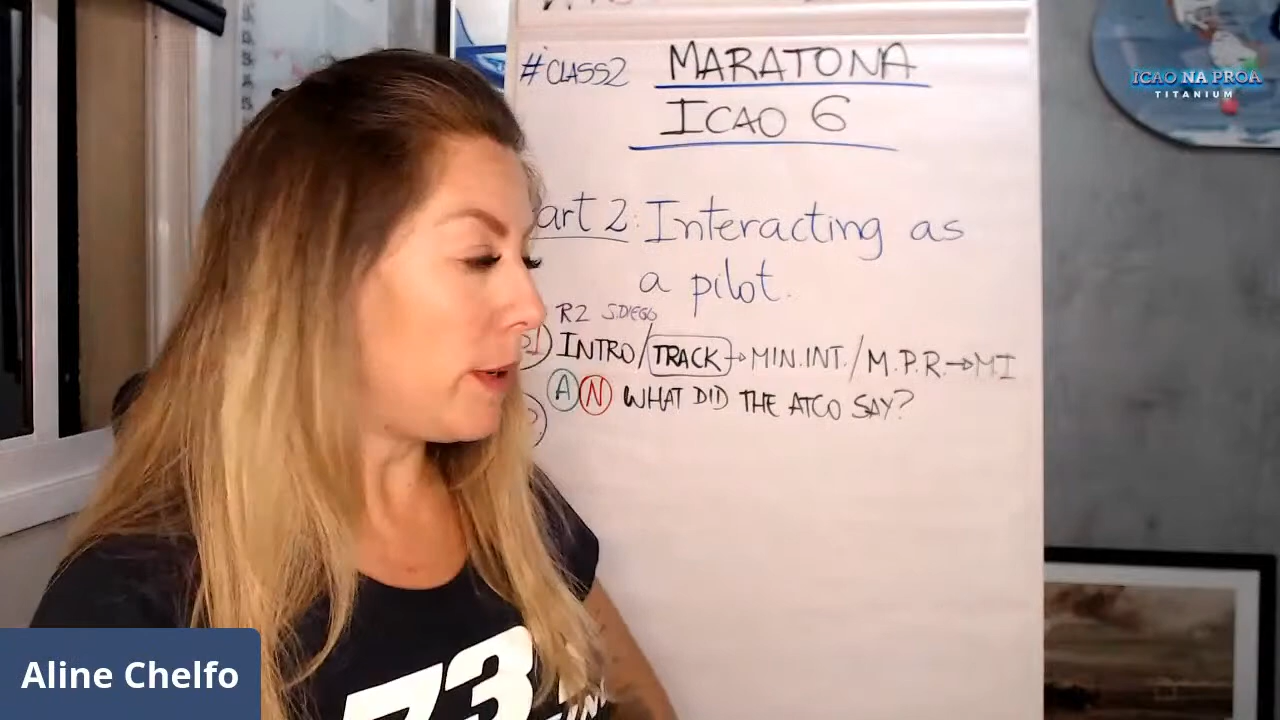 #CLASS2 MARATONA
ICAO 6
art 2: Interacting as
a pilot.
R2 S.DIEGO
INTRO/TRACK→MIN.INT./M.P.R.→MI
A N WHAT DID THE ATCO SAY?
ICAO NA PROA
TITANIUM
73
Aline Chelfo